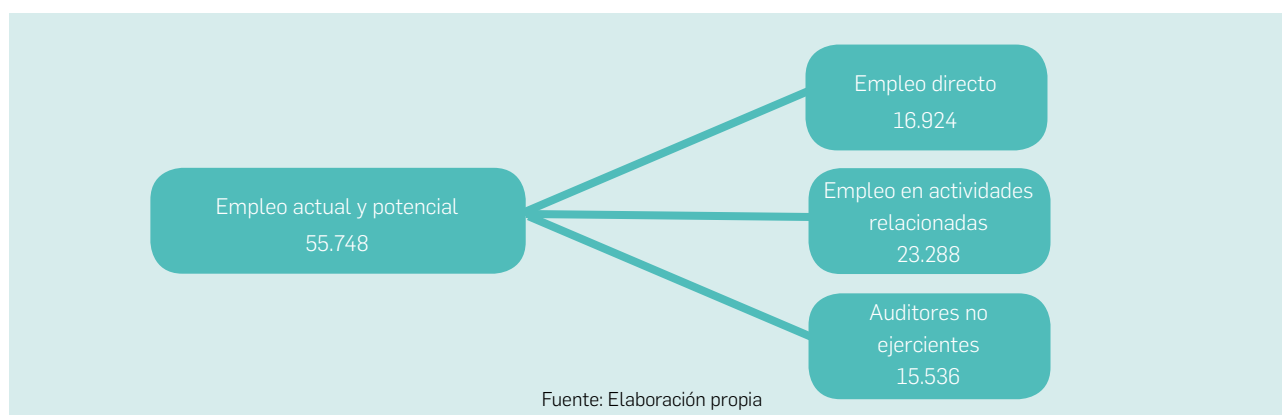 Empleo actual y potencial
55.748
Empleo directo
16.924
Empleo en actividades
relacionadas
23.288
Auditores no
ejercientes
15.536
Fuente: Elaboración propia